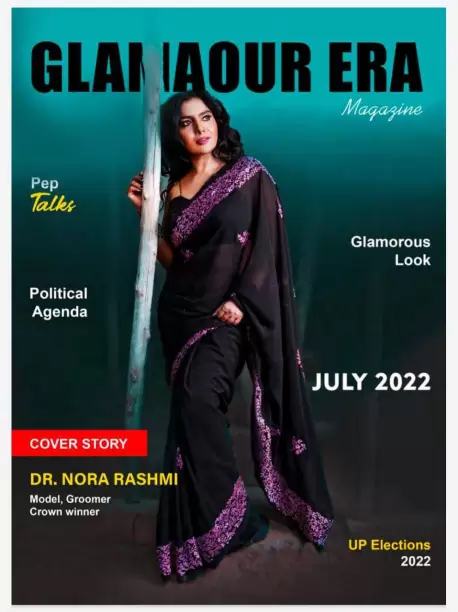 GLAMAOUR ERA
Magazine
Pep
Talks
Glamorous
Look
Political
Agenda
JULY 2022
COVER STORY
DR. NORA RASHMI
Model, Groomer
Crown winner
UP Elections
2022